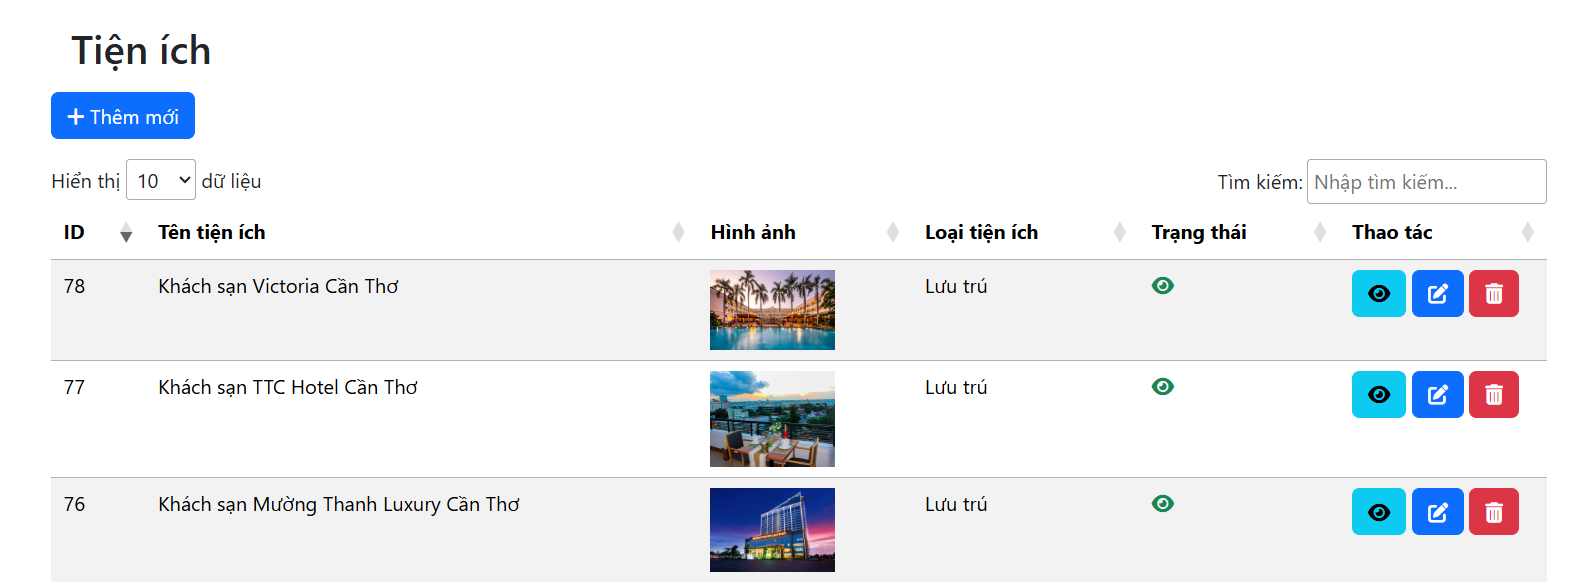 Tiện ích
Thêm mới
Hiển thị 10 dữ liệu Tìm kiếm: Nhập tìm kiếm...
ID Tên tiện ích Hình ảnh Loại tiện ích Trạng thái Thao tác
78 Khách sạn Victoria Cần Thơ Lưu trú
77 Khách sạn TTC Hotel Cần Thơ Lưu trú
76 Khách sạn Mường Thanh Luxury Cần Thơ Lưu trú